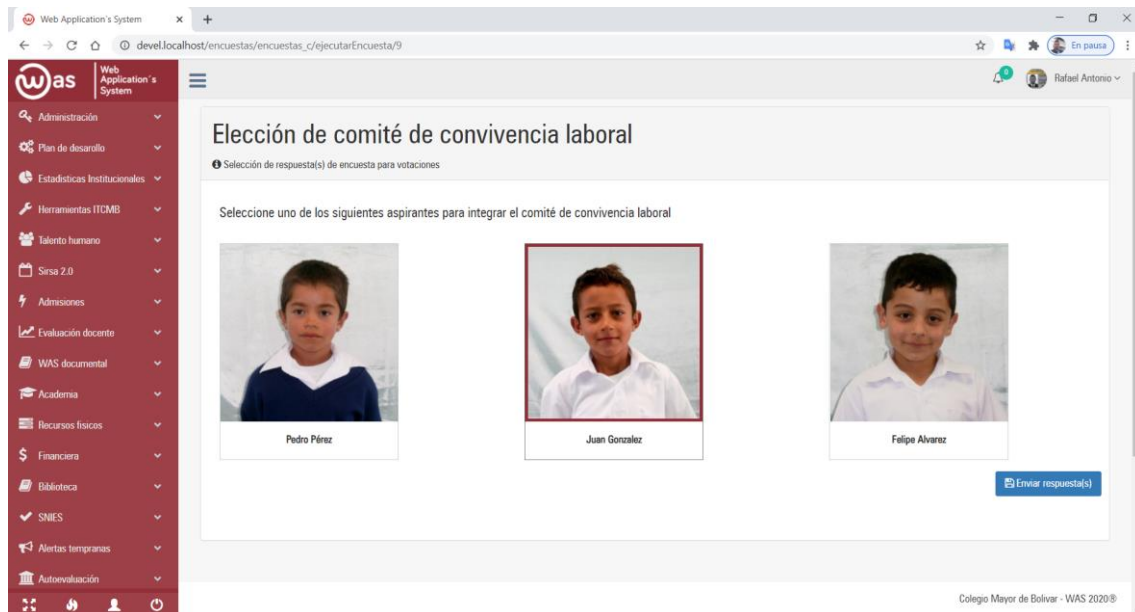 Web Application's System
devel.localhost/encuestas/encuestas_c/ejecutarEncuesta/9
En pausa
was
Web
Application´s
System
0
Rafael Antonio
Administración
Plan de desarollo
Estadisticas Institucionales
Herramientas ITCMB
Talento humano
Sirsa 2.0
Admisiones
Evaluación docente
WAS documental
Academia
Recursos fisicos
Financiera
Biblioteca
SNIES
Alertas tempranas
Autoevaluación
Elección de comité de convivencia laboral
Selección de respuesta(s) de encuesta para votaciones
Seleccione uno de los siguientes aspirantes para integrar el comité de convivencia laboral
Pedro Pérez
Juan Gonzalez
Felipe Alvarez
Enviar respuesta(s)
Colegio Mayor de Bolivar - WAS 2020®